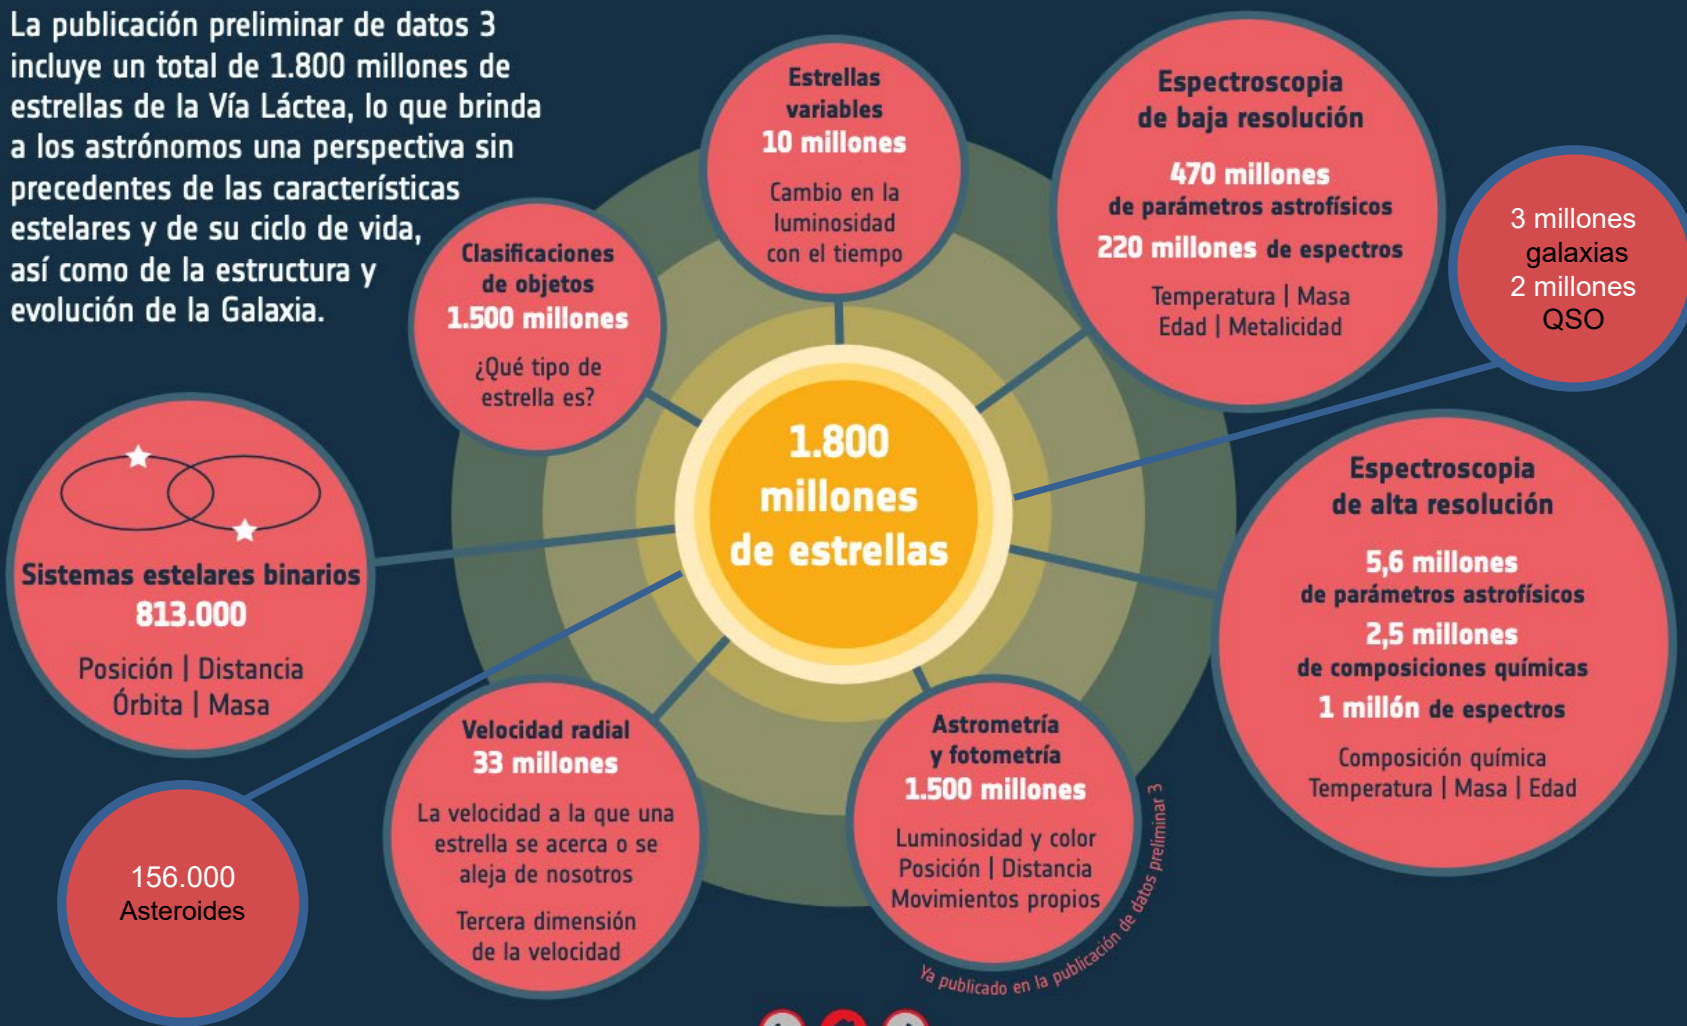 La publicación preliminar de datos 3
incluye un total de 1.800 millones de
estrellas de la Vía Láctea, lo que brinda
a los astrónomos una perspectiva sin
precedentes de las características
estelares y de su ciclo de vida,
así como de la estructura y
evolución de la Galaxia.
Estrellas
variables
10 millones
Cambio en la
luminosidad
con el tiempo
Espectroscopia
de baja resolución
470 millones
de parámetros astrofísicos
220 millones de espectros
Temperatura | Masa
Edad | Metalicidad
3 millones
galaxias
2 millones
QSO
Clasificaciones
de objetos
1.500 millones
¿Qué tipo de
estrella es?
1.800
millones
de estrellas
Sistemas estelares binarios
813.000
Posición | Distancia
Órbita | Masa
Espectroscopia
de alta resolución
5,6 millones
de parámetros astrofísicos
2,5 millones
de composiciones químicas
1 millón de espectros
Composición química
Temperatura | Masa | Edad
Velocidad radial
33 millones
La velocidad a la que una
estrella se acerca o se
aleja de nosotros
Tercera dimensión
de la velocidad
Astrometría
y fotometría
1.500 millones
Luminosidad y color
Posición | Distancia
Movimientos propios
Ya publicado en la publicación de datos preliminar 3
156.000
Asteroides